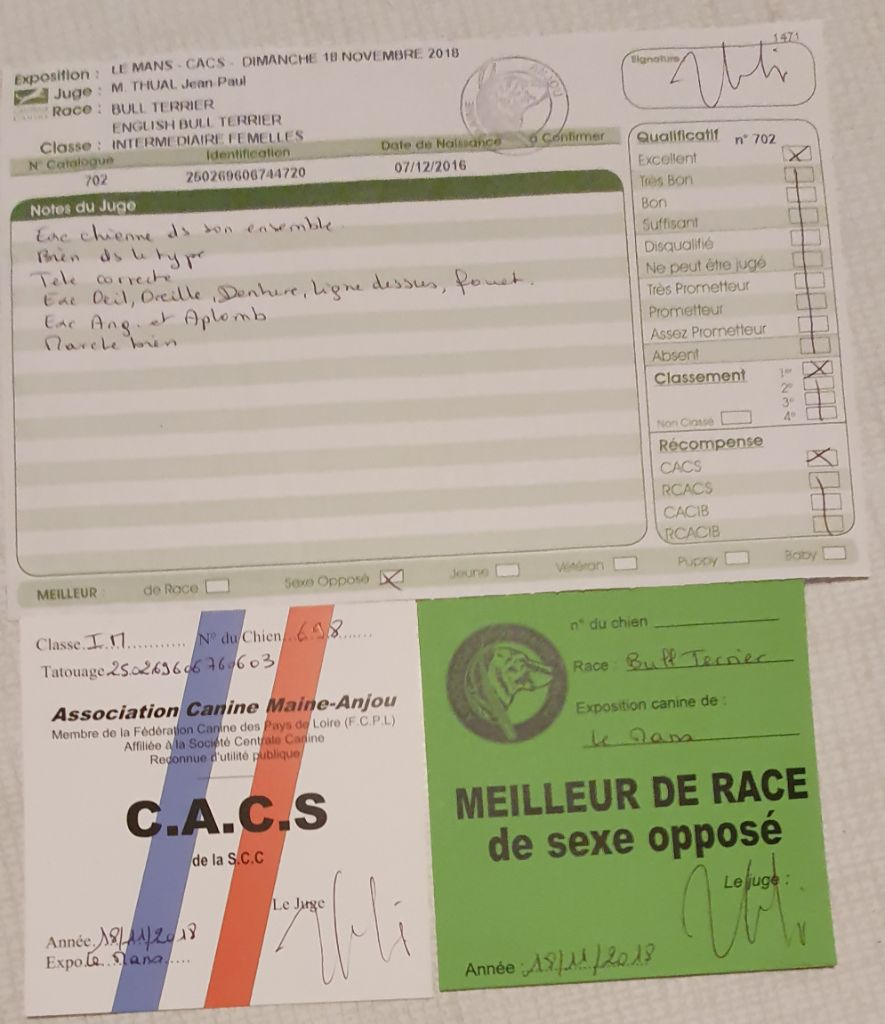 1471
Exposition : LE MANS - CACS - DIMANCHE 18 NOVEMBRE 2018
Juge : M. THUAL Jean-Paul
Race : BULL TERRIER
ENGLISH BULL TERRIER
Classe : INTERMEDIAIRE FEMELLES
Signature
N° Catalogue Identification Date de Naissance à Confirmer
702 250269606744720 07/12/2016
Notes du Juge
Exc chienne ds son ensemble
Bien ds le type
Tete correcte
Exc Oeil, Oreille, Denture, Ligne dessus, fouet.
Exc Ang. et Aplomb
Marche bien
Qualificatif n° 702
Excellent
Très Bon
Bon
Suffisant
Disqualifié
Ne peut être jugé
Très Prometteur
Prometteur
Assez Prometteur
Absent
Classement 1er
2e
3e
4e
Non Classé
Récompense
CACS
RCACS
CACIB
RCACIB
MEILLEUR : de Race Sexe Opposé Jeune Vétéran Puppy Baby
Classe I.M N° du Chien 698
Tatouage 250269606760603
Association Canine Maine-Anjou
Membre de la Fédération Canine des Pays de Loire (F.C.P.L)
Affiliée à la Société Centrale Canine
Reconnue d'utilité publique
C.A.C.S
de la S.C.C
Le Juge
Année 18/11/2018
Expo Le Mans
n° du chien
Race : Bull Terrier
Exposition canine de :
Le Mans
MEILLEUR DE RACE
de sexe opposé
Le juge :
Année : 18/11/2018